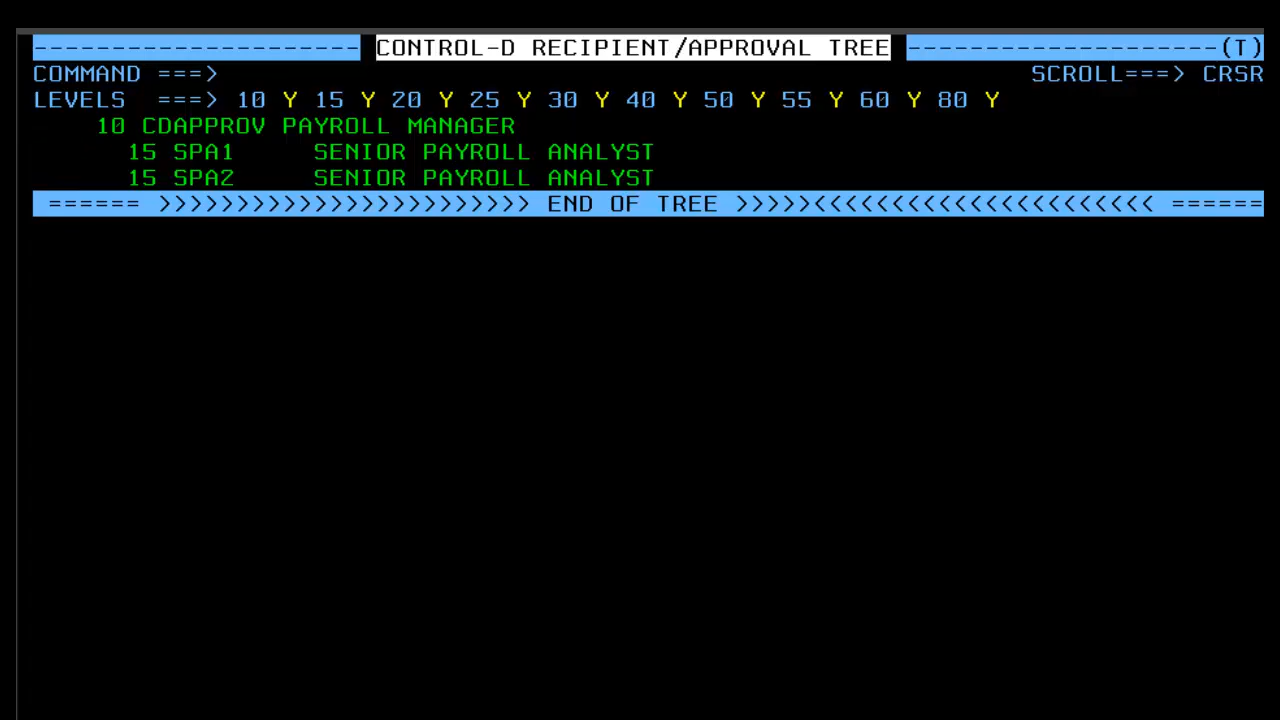 --------------------- CONTROL-D RECIPIENT/APPROVAL TREE --------------------(T)
COMMAND ===> SCROLL===> CRSR
LEVELS ===> 10 Y 15 Y 20 Y 25 Y 30 Y 40 Y 50 Y 55 Y 60 Y 80 Y
10 CDAPPROV PAYROLL MANAGER
15 SPA1 SENIOR PAYROLL ANALYST
15 SPA2 SENIOR PAYROLL ANALYST
====== >>>>>>>>>>>>>>>>>>>>>>>> END OF TREE >>>>><<<<<<<<<<<<<<<<<<<<<< ======